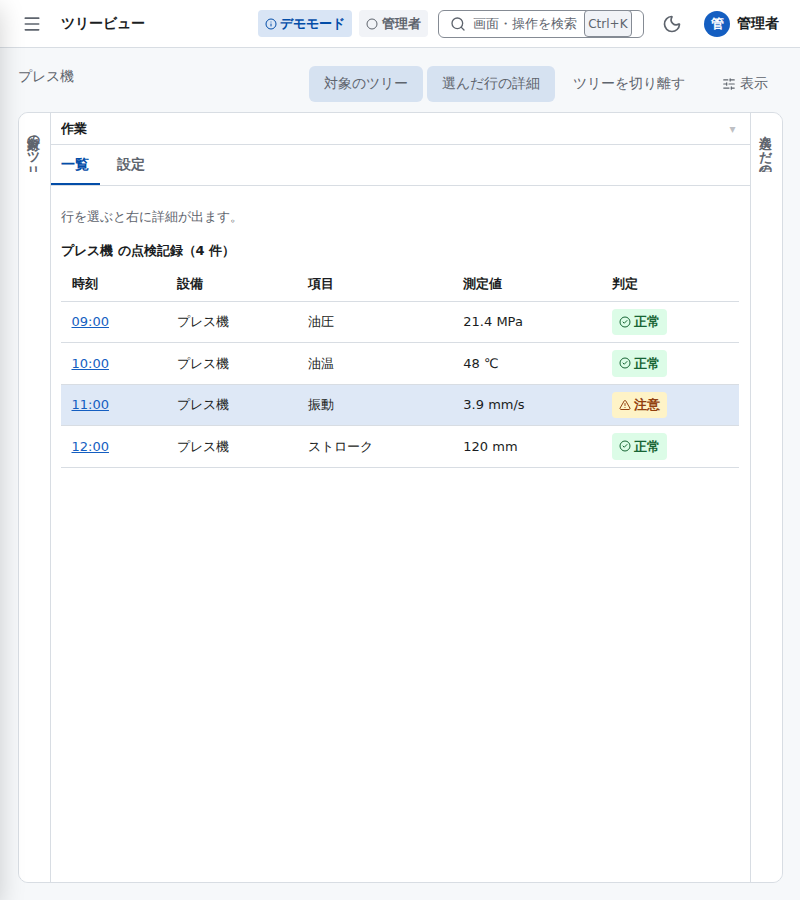 ツリービュー
デモモード
管理者
画面・操作を検索
Ctrl+K
管
管理者
プレス機
対象のツリー
選んだ行の詳細
ツリーを切り離す
表示
作業
一覧
設定
行を選ぶと右に詳細が出ます。
プレス機 の点検記録（4 件）
時刻 設備 項目 測定値 判定
09:00 プレス機 油圧 21.4 MPa 正常
10:00 プレス機 油温 48 ℃ 正常
11:00 プレス機 振動 3.9 mm/s 注意
12:00 プレス機 ストローク 120 mm 正常